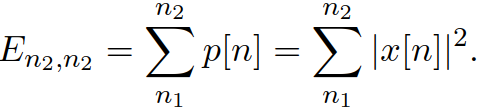 E_{n_2,n_2} = \sum_{n_1}^{n_2} p[n] = \sum_{n_1}^{n_2} |x[n]|^2.